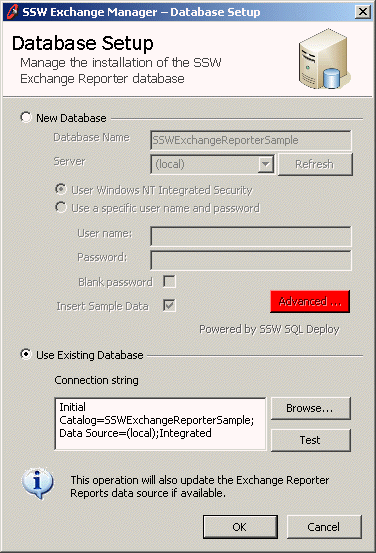 SSW Exchange Manager – Database Setup
Database Setup
Manage the installation of the SSW
Exchange Reporter database
New Database
Database Name
SSWExchangeReporterSample
Server
(local)
Refresh
User Windows NT Integrated Security
Use a specific user name and password
User name:
Password:
Blank password
Insert Sample Data
Advanced ...
Powered by SSW SQL Deploy
Use Existing Database
Connection string
Initial
Catalog=SSWExchangeReporterSample;
Data Source=(local);Integrated
Browse...
Test
This operation will also update the Exchange Reporter
Reports data source if available.
OK
Cancel